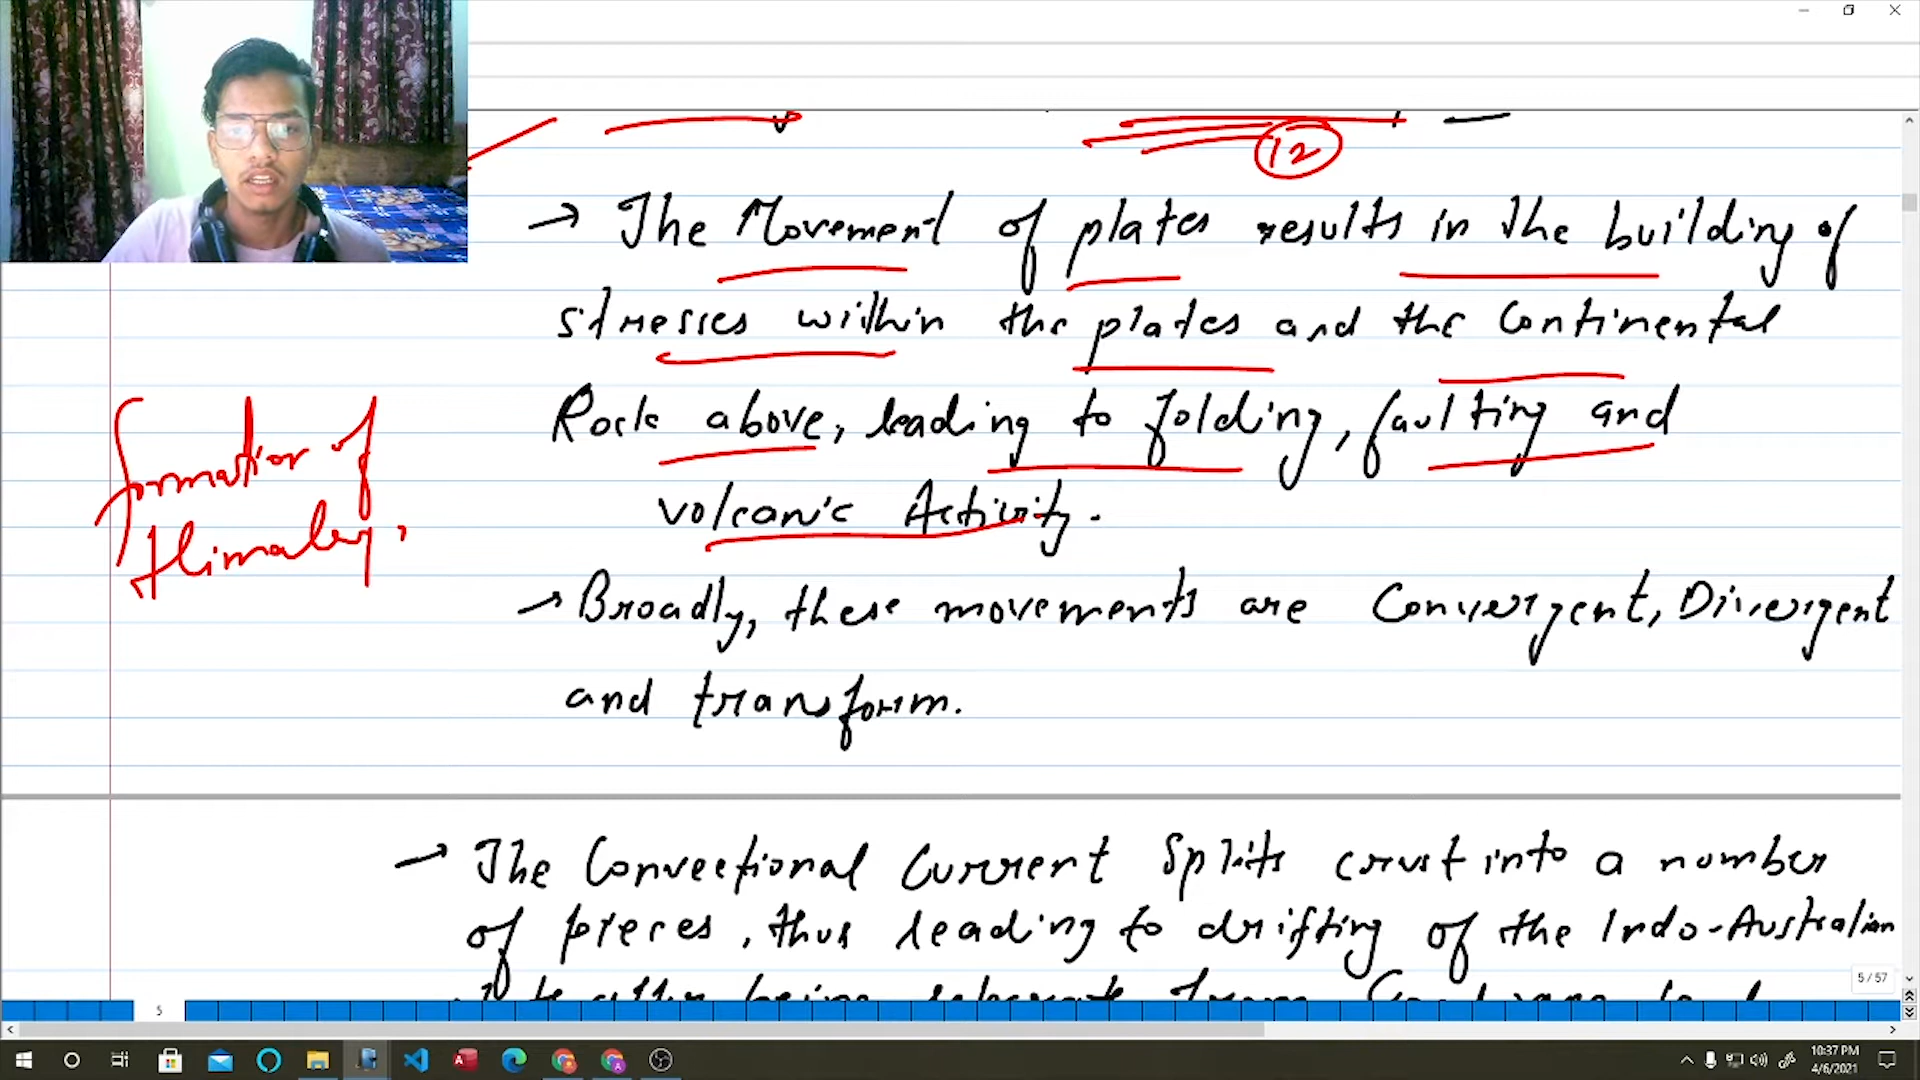 12
→ The Movement of plates results in the building of
stresses within the plates and the Continental
Rock above, leading to folding, faulting and
volcanic Activity.
formation of
Himalay,
→ Broadly, these movements are Convergent, Divergent
and transform.
→ The Convectional Current Splits crust into a number
of pieces, thus leading to drifting of the Indo-Australian
5 / 57
5
10:37 PM
4/6/2021